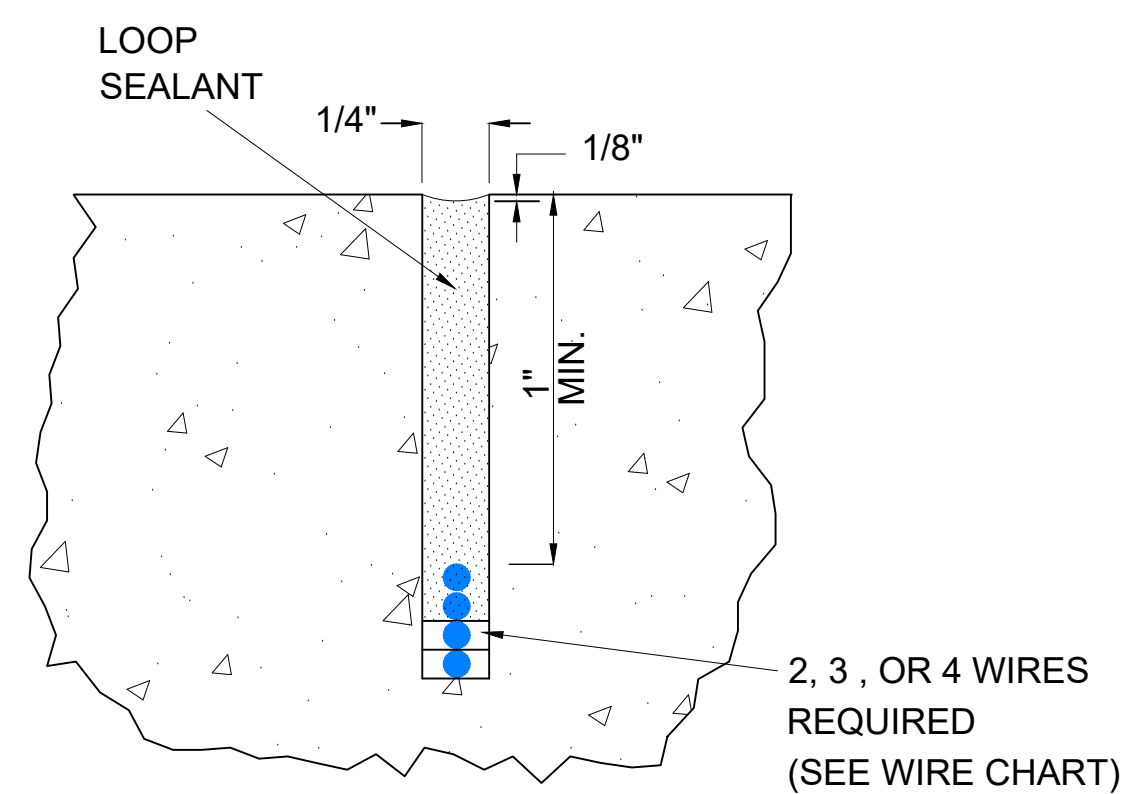 LOOP
SEALANT
1/4"
1/8"
1"
MIN.
2, 3 , OR 4 WIRES
REQUIRED
(SEE WIRE CHART)